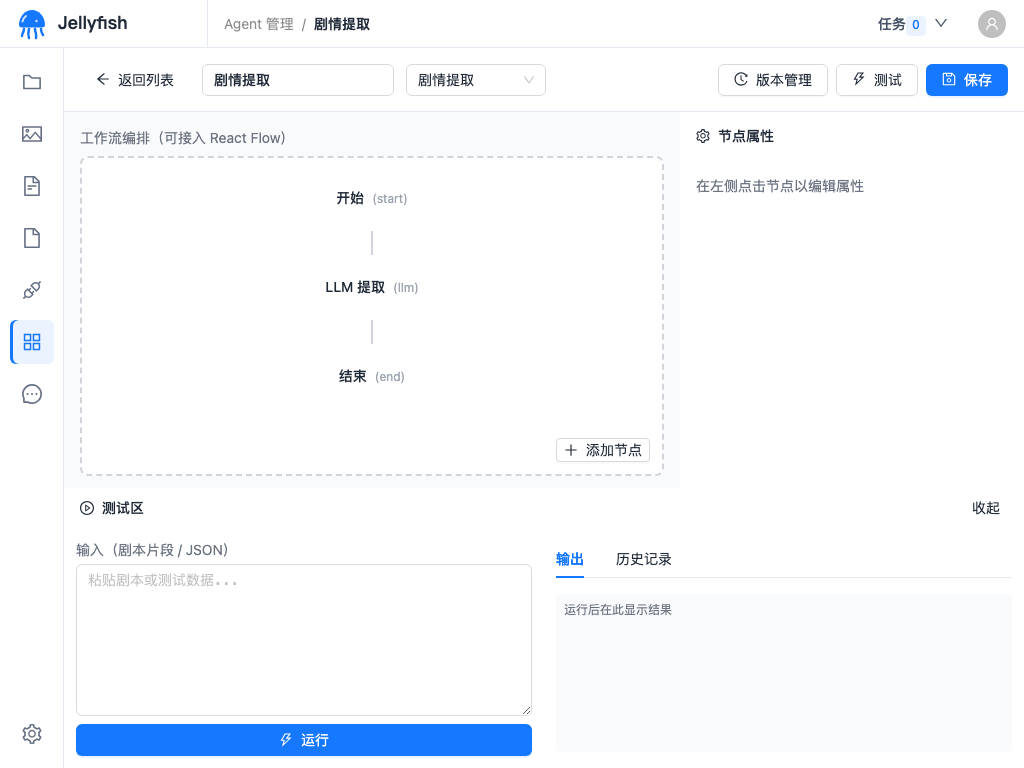 Jellyfish
Agent 管理 / 剧情提取
任务 0
返回列表
剧情提取
剧情提取
版本管理
测试
保存
工作流编排（可接入 React Flow）
开始 (start)
LLM 提取 (llm)
结束 (end)
添加节点
节点属性
在左侧点击节点以编辑属性
测试区
收起
输入（剧本片段 / JSON）
粘贴剧本或测试数据...
运行
输出
历史记录
运行后在此显示结果